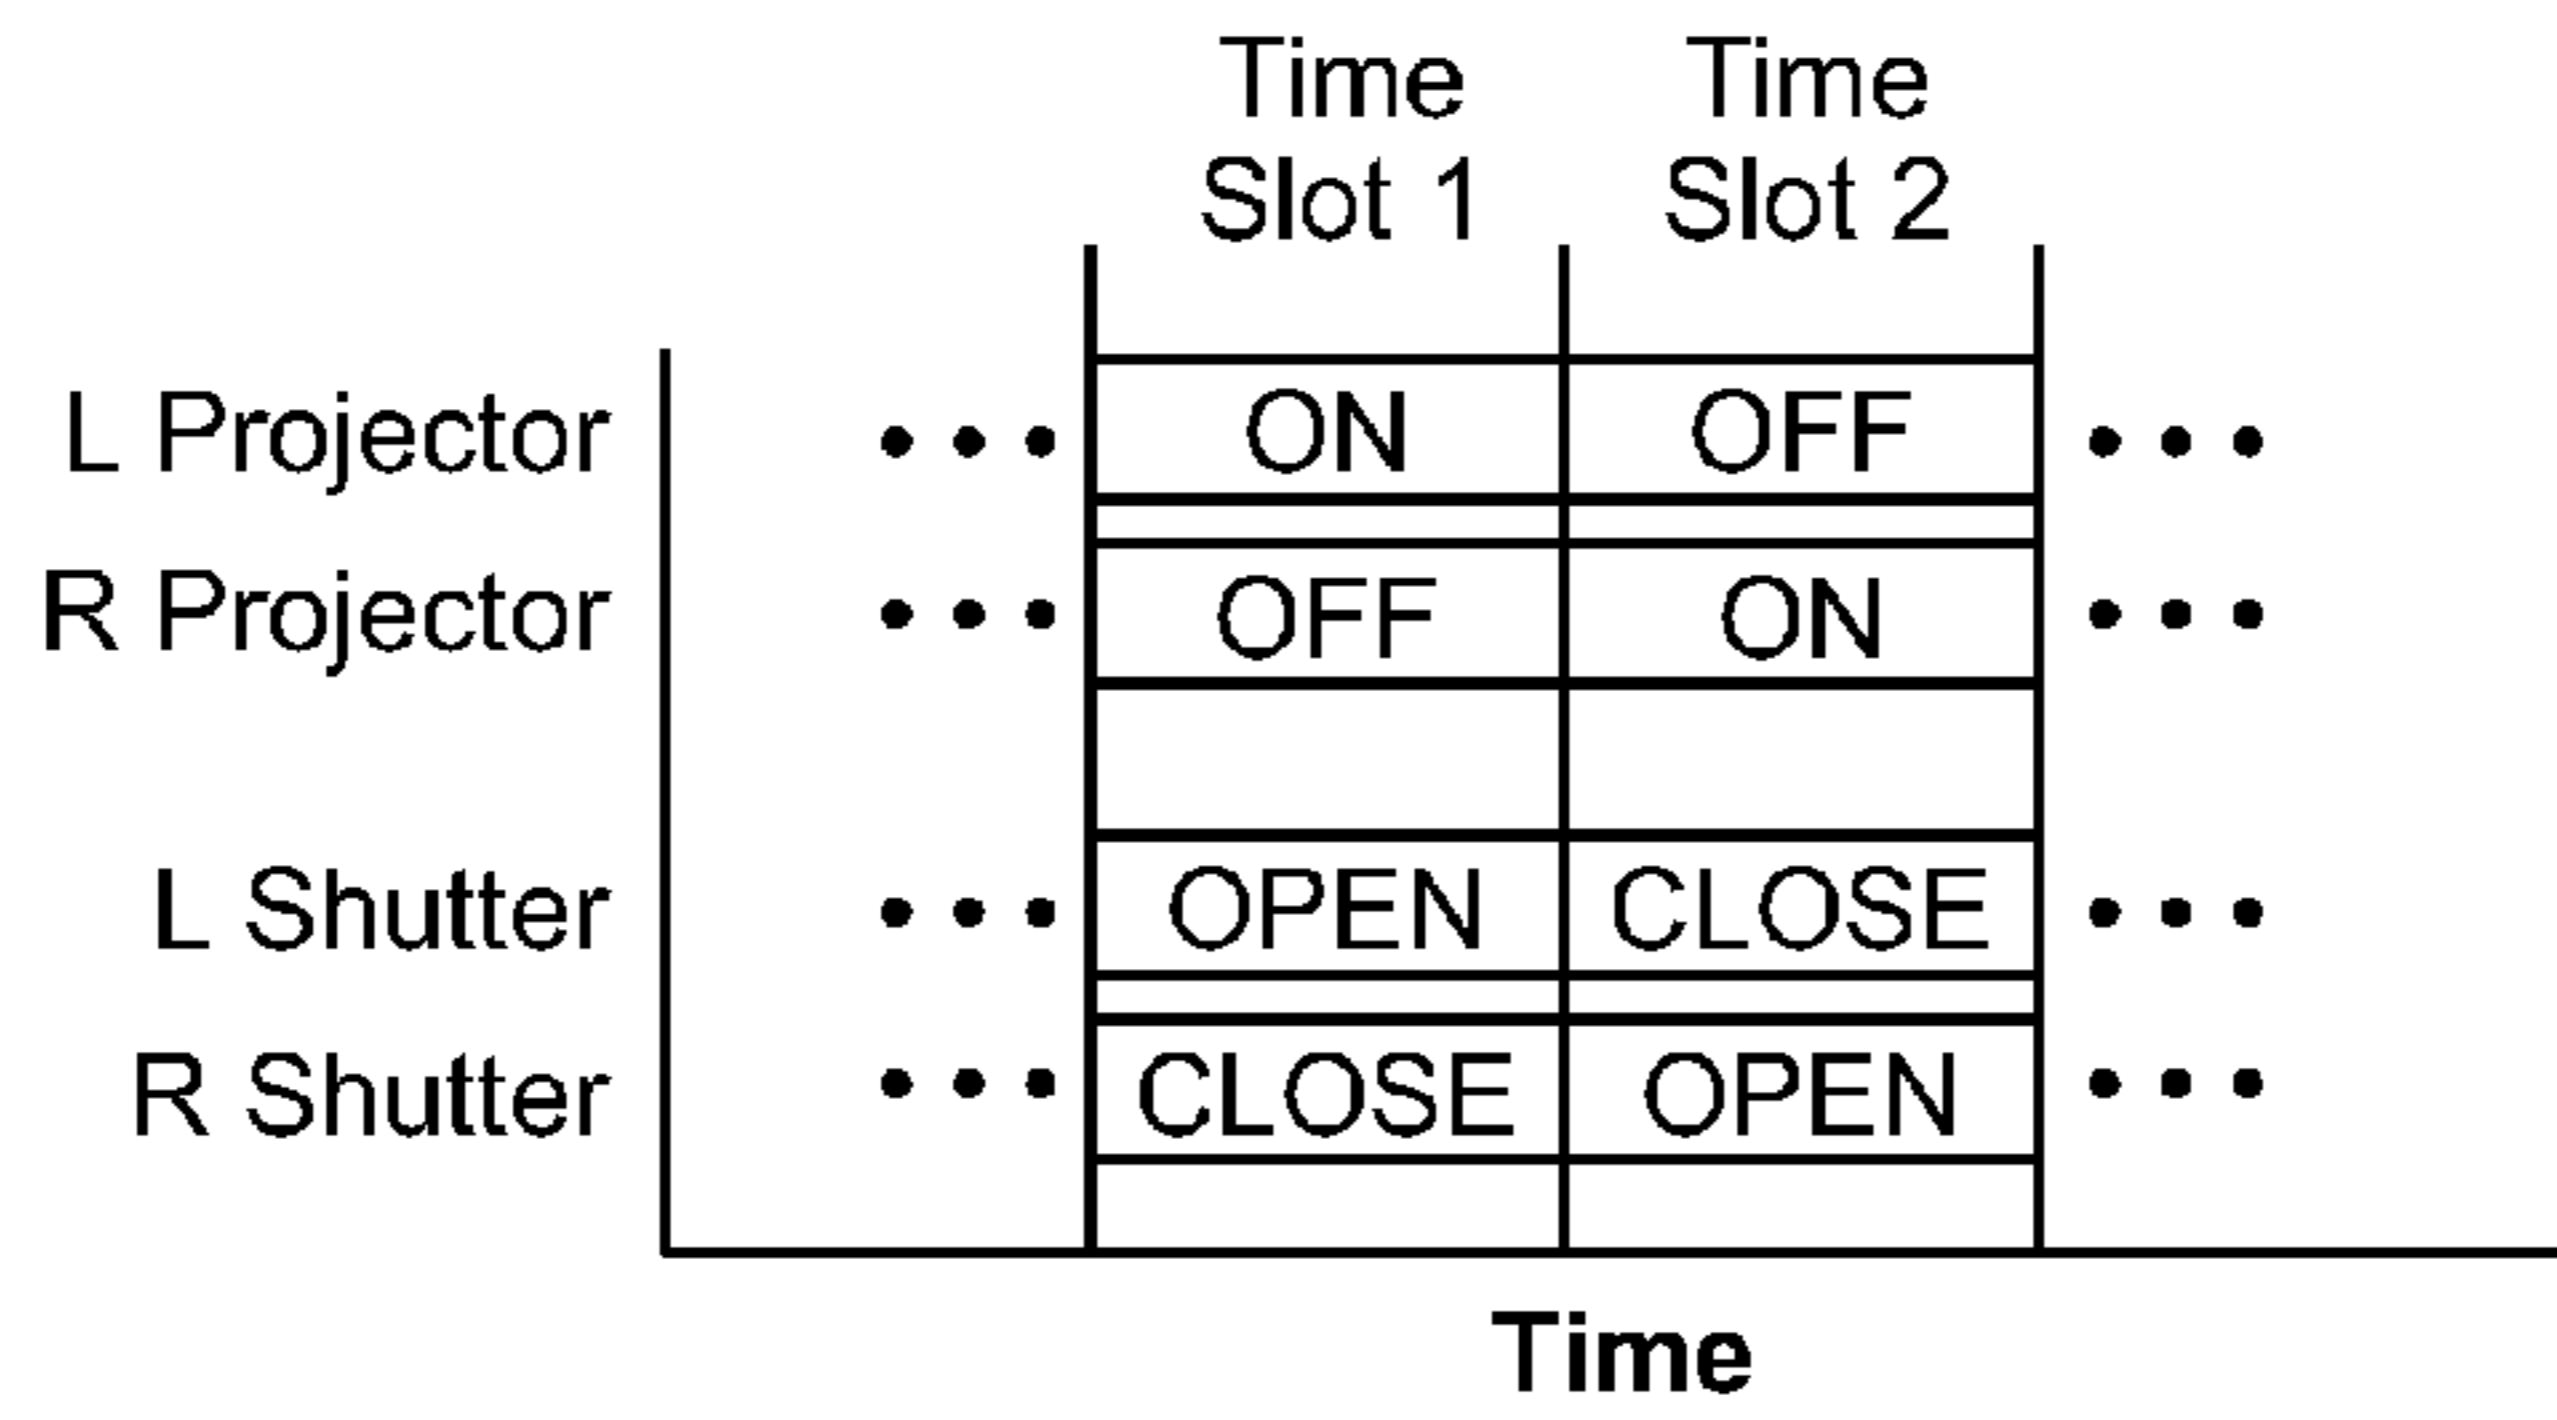 Time Time
Slot 1 Slot 2
L Projector ••• ON OFF •••
R Projector ••• OFF ON •••
L Shutter ••• OPEN CLOSE •••
R Shutter ••• CLOSE OPEN •••
Time